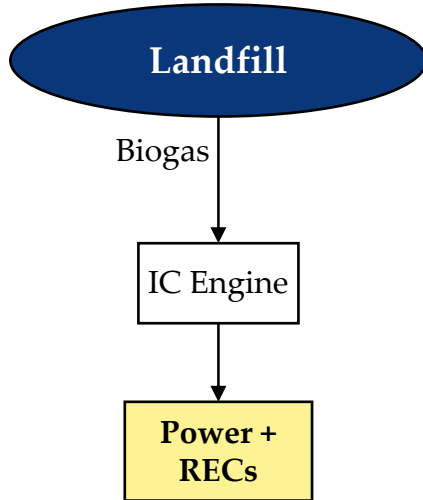 Landfill
Biogas
IC Engine
Power +
RECs